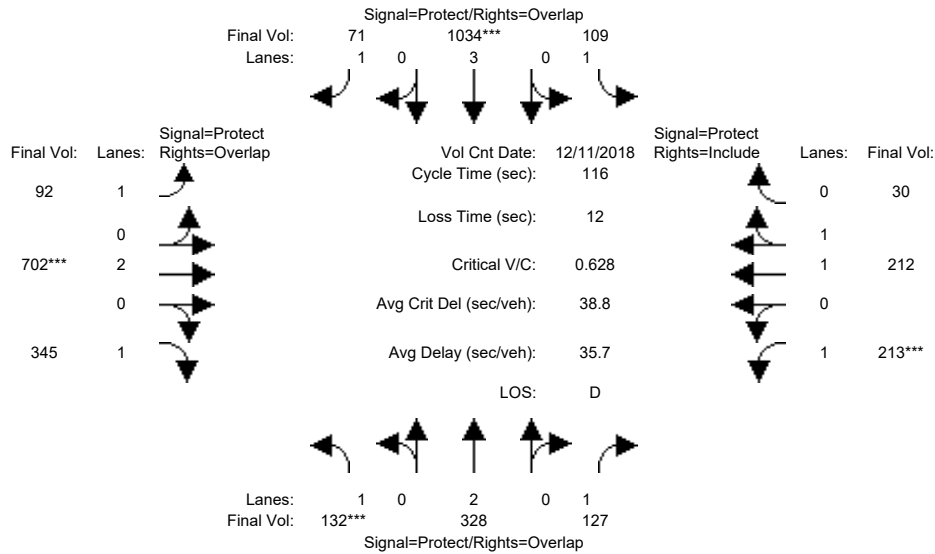 Signal=Protect/Rights=Overlap
Final Vol: 71 1034*** 109
Lanes: 1 0 3 0 1
Signal=Protect
Final Vol: Lanes: Rights=Overlap
Vol Cnt Date: 12/11/2018
Signal=Protect
Rights=Include Lanes: Final Vol:
Cycle Time (sec): 116
92 1
0 30
Loss Time (sec): 12
0
1
702*** 2
Critical V/C: 0.628
1 212
0
Avg Crit Del (sec/veh): 38.8
0
345 1
Avg Delay (sec/veh): 35.7
1 213***
LOS: D
Lanes: 1 0 2 0 1
Final Vol: 132*** 328 127
Signal=Protect/Rights=Overlap